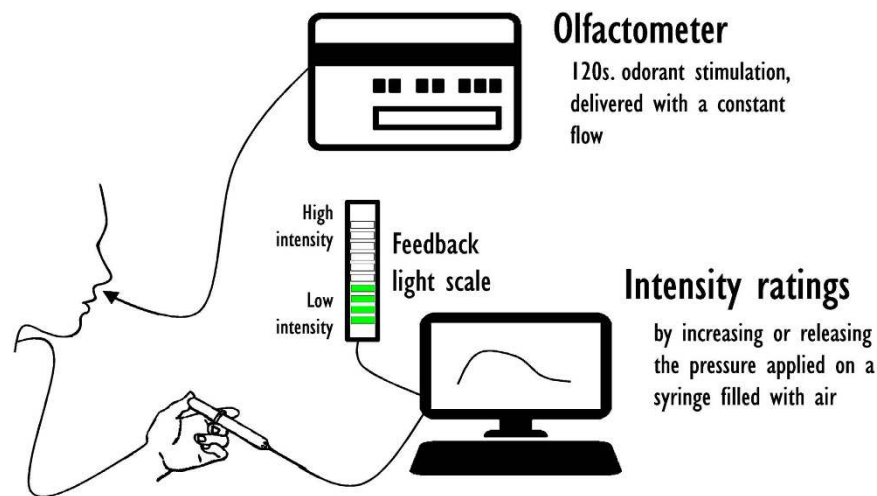 Olfactometer
120s. odorant stimulation,
delivered with a constant
flow
High
intensity
Feedback
light scale
Low
intensity
Intensity ratings
by increasing or releasing
the pressure applied on a
syringe filled with air